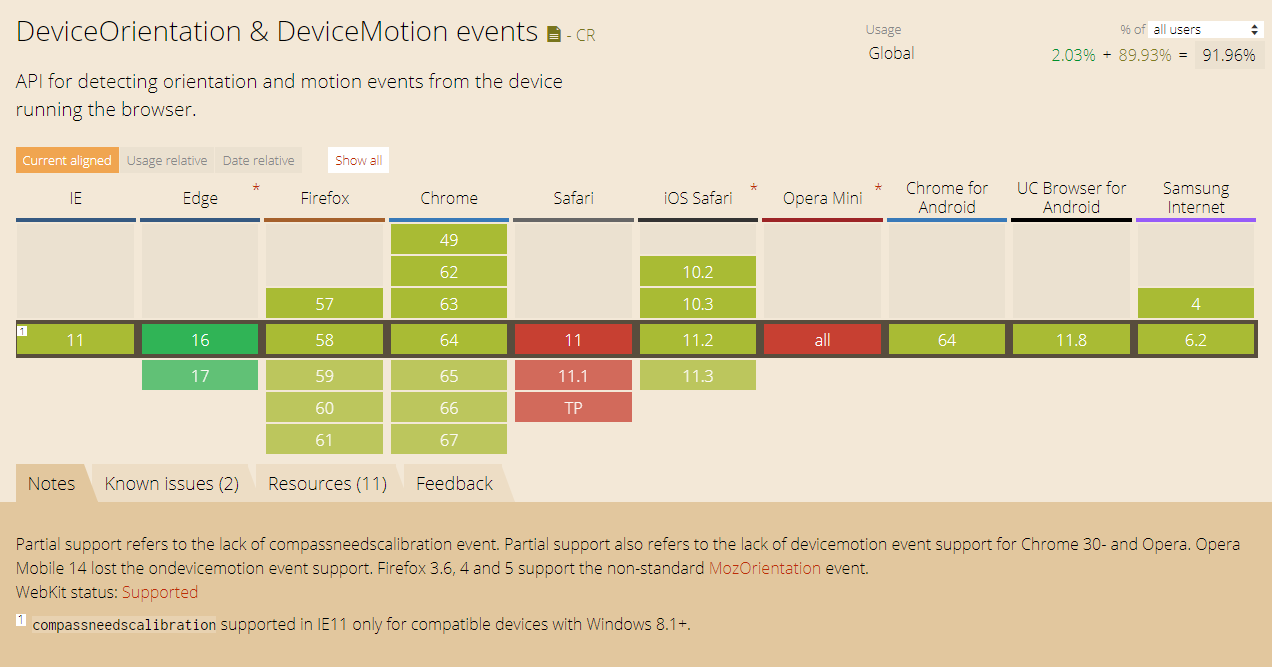 DeviceOrientation & DeviceMotion events - CR
Usage % of all users
Global 2.03% + 89.93% = 91.96%
API for detecting orientation and motion events from the device
running the browser.
Current aligned Usage relative Date relative Show all
IE Edge * Firefox Chrome Safari iOS Safari * Opera Mini * Chrome for Android UC Browser for Android Samsung Internet
49
62 10.2
57 63 10.3 4
1 11 16 58 64 11 11.2 all 64 11.8 6.2
17 59 65 11.1 11.3
60 66 TP
61 67
Notes Known issues (2) Resources (11) Feedback
Partial support refers to the lack of compassneedscalibration event. Partial support also refers to the lack of devicemotion event support for Chrome 30- and Opera. Opera
Mobile 14 lost the ondevicemotion event support. Firefox 3.6, 4 and 5 support the non-standard MozOrientation event.
WebKit status: Supported
1 compassneedscalibration supported in IE11 only for compatible devices with Windows 8.1+.